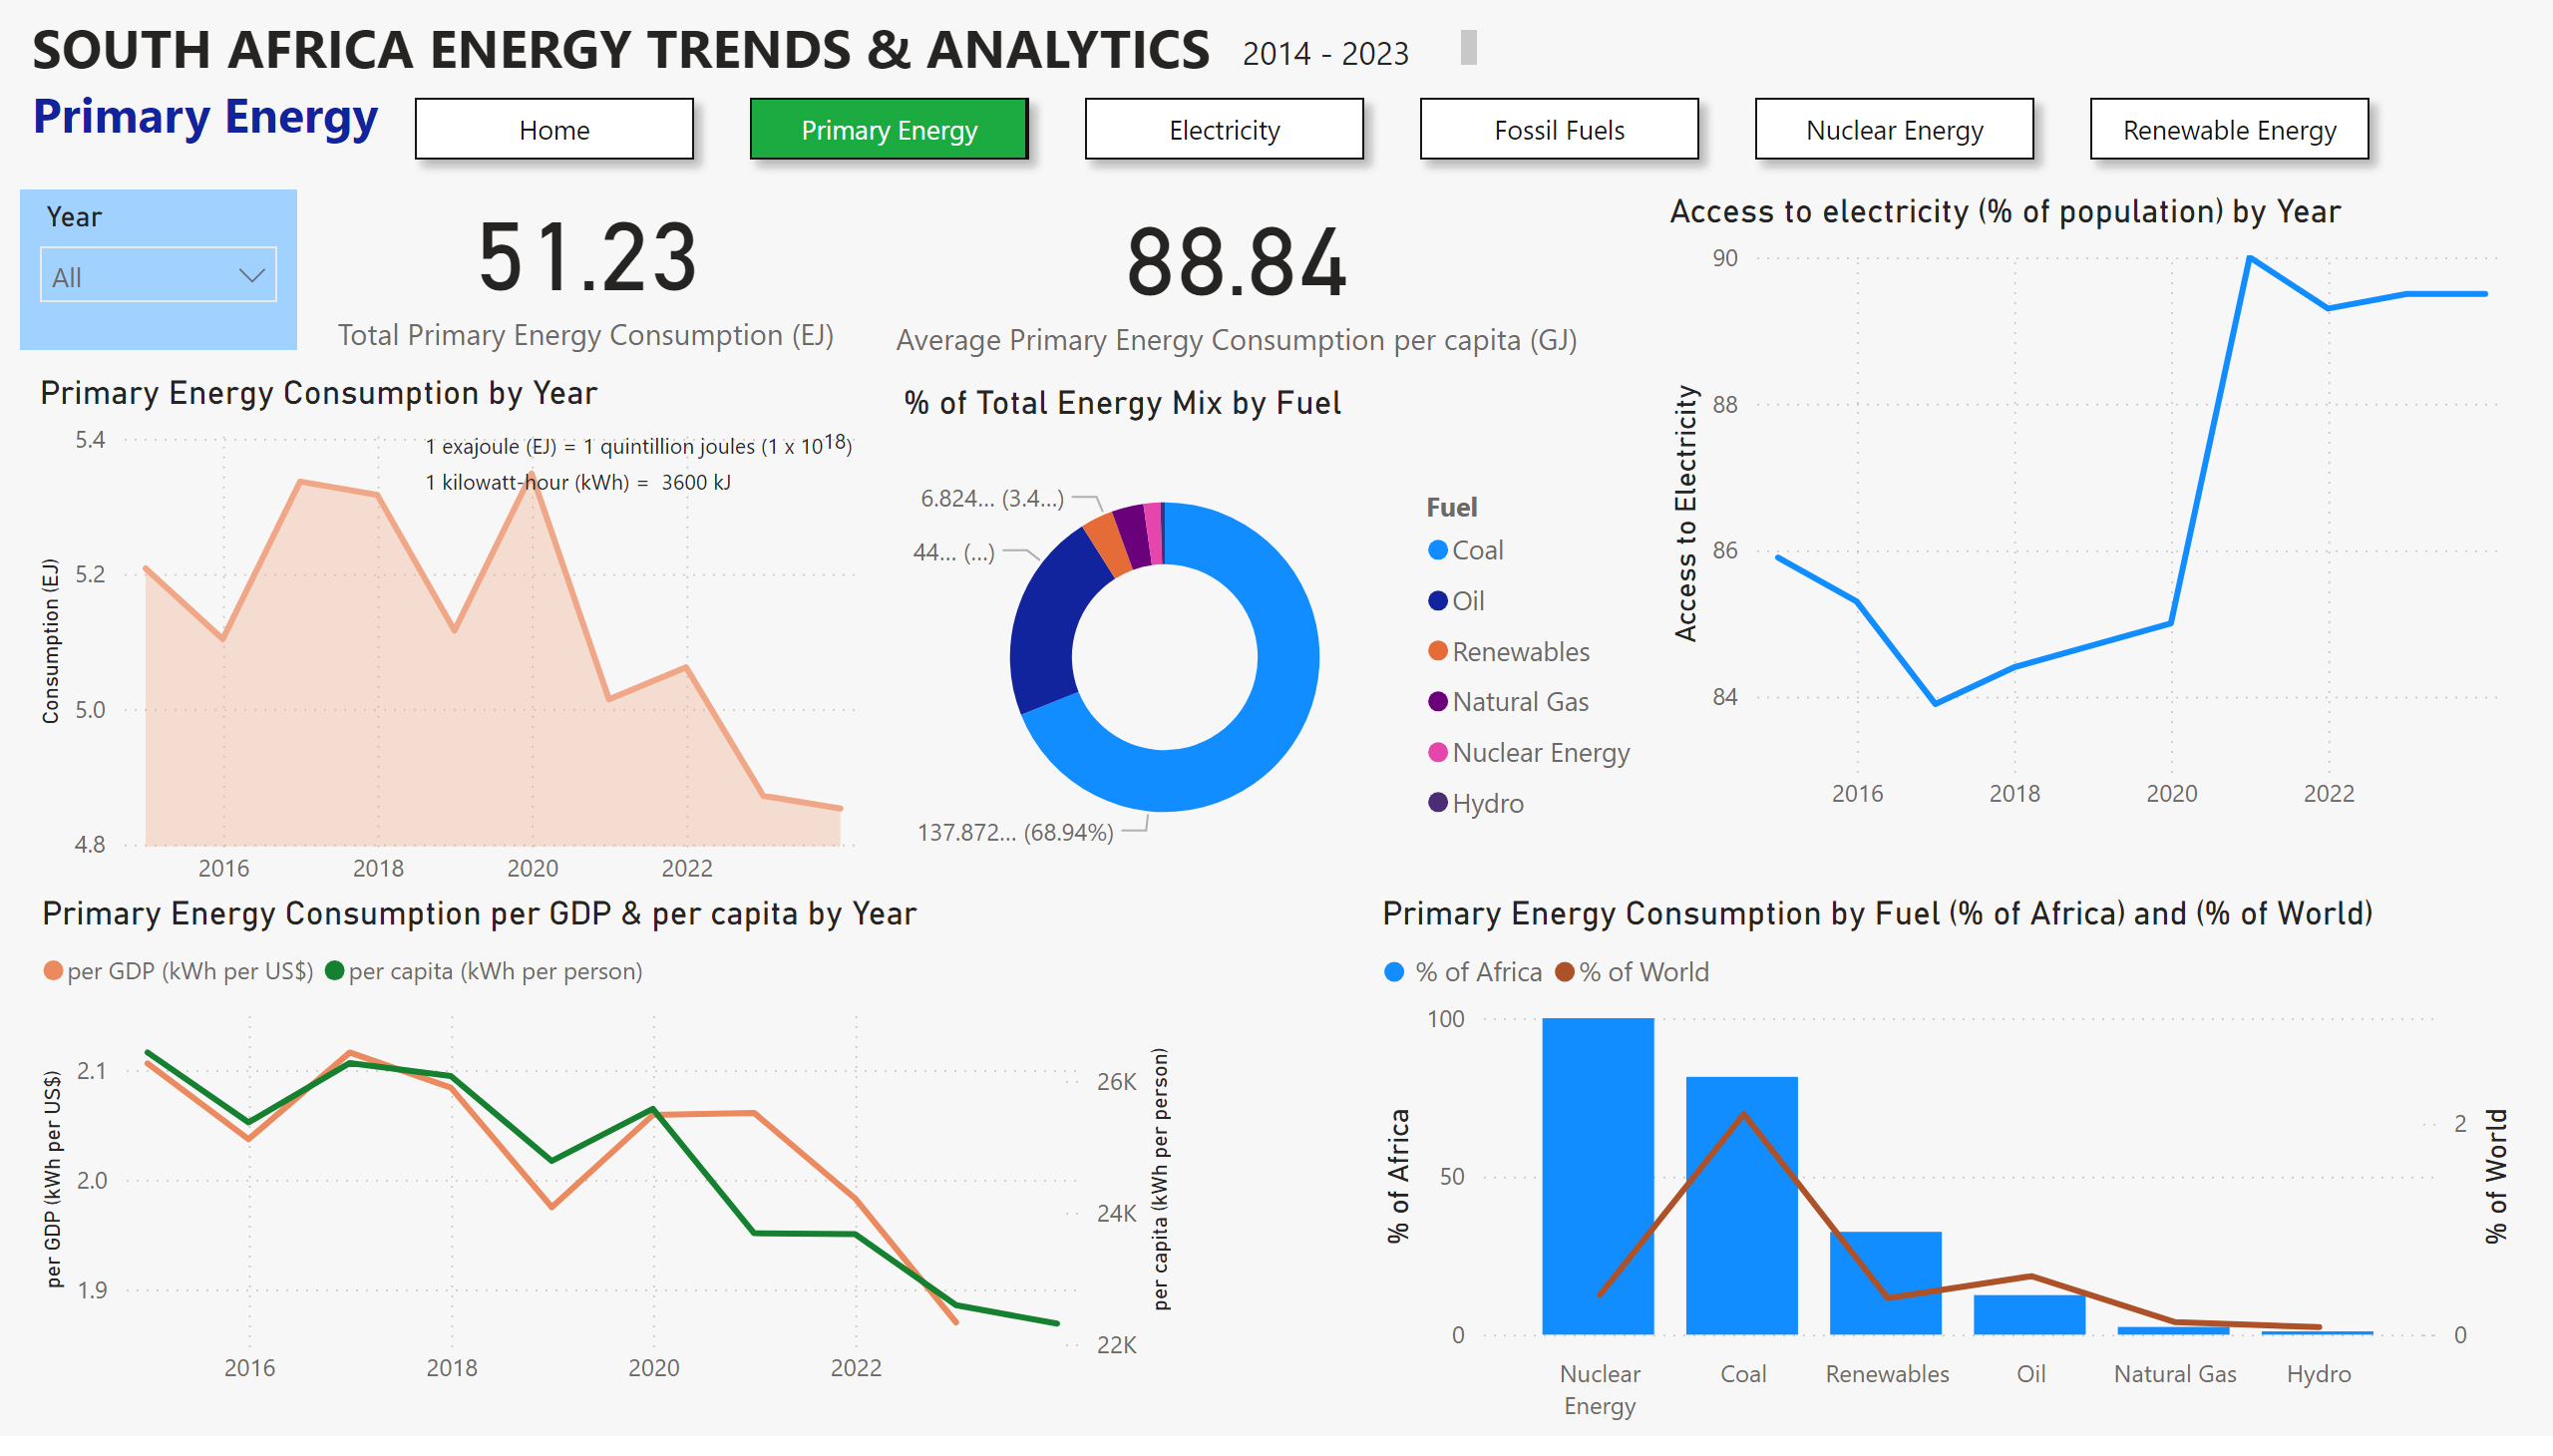 SOUTH AFRICA ENERGY TRENDS & ANALYTICS 2014 - 2023
Primary Energy
Home
Primary Energy
Electricity
Fossil Fuels
Nuclear Energy
Renewable Energy
Year
All
51.23
Total Primary Energy Consumption (EJ)
88.84
Average Primary Energy Consumption per capita (GJ)
Access to electricity (% of population) by Year
Access to Electricity
90
88
86
84
2016 2018 2020 2022
Primary Energy Consumption by Year
1 exajoule (EJ) = 1 quintillion joules (1 x 10¹⁸)
1 kilowatt-hour (kWh) = 3600 kJ
Consumption (EJ)
5.4
5.2
5.0
4.8
2016 2018 2020 2022
% of Total Energy Mix by Fuel
6.824... (3.4...)
44... (...)
137.872... (68.94%)
Fuel
Coal
Oil
Renewables
Natural Gas
Nuclear Energy
Hydro
Primary Energy Consumption per GDP & per capita by Year
per GDP (kWh per US$) per capita (kWh per person)
per GDP (kWh per US$)
2.1
2.0
1.9
26K
24K
22K
per capita (kWh per person)
2016 2018 2020 2022
Primary Energy Consumption by Fuel (% of Africa) and (% of World)
% of Africa % of World
% of Africa
100
50
0
2
0
% of World
Nuclear
Energy
Coal
Renewables
Oil
Natural Gas
Hydro